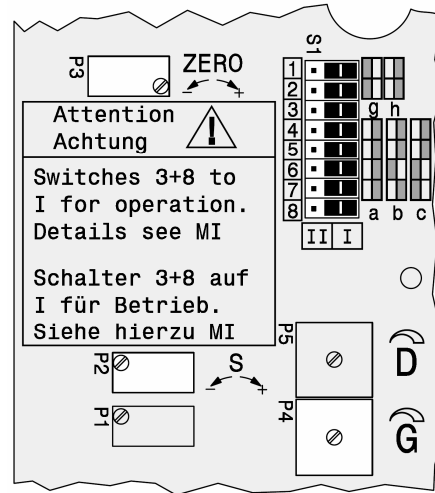 S1
P3
ZERO
- +
1
2
3
4
5
6
7
8
g h
a b c
II I
Attention
Achtung
!
Switches 3+8 to
I for operation.
Details see MI
Schalter 3+8 auf
I für Betrieb.
Siehe hierzu MI
P2
S
- +
P1
P5
D
P4
G